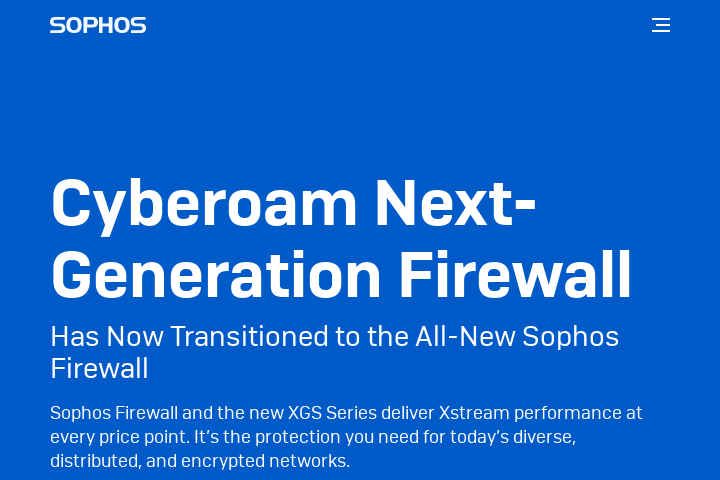 SOPHOS
Cyberoam Next-
Generation Firewall
Has Now Transitioned to the All-New Sophos
Firewall
Sophos Firewall and the new XGS Series deliver Xstream performance at
every price point. It’s the protection you need for today’s diverse,
distributed, and encrypted networks.